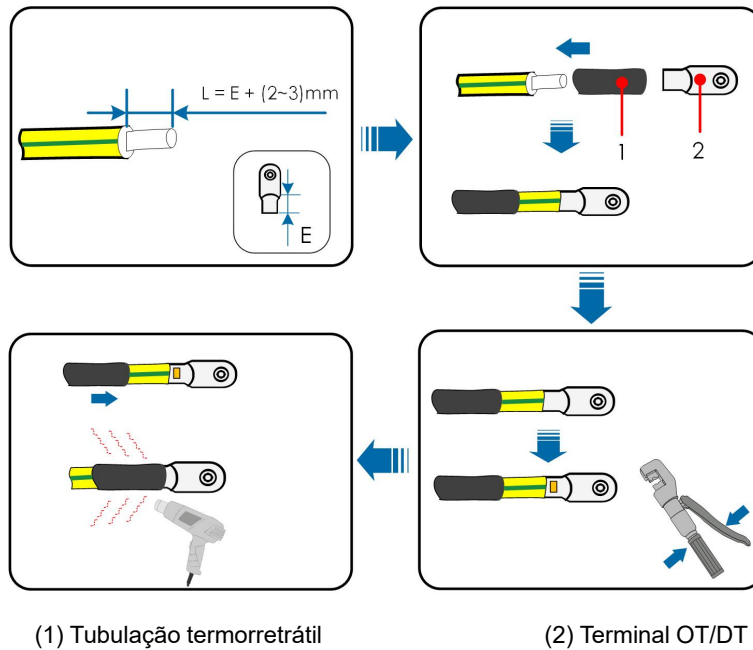 L = E + (2~3)mm
E
1
2
(1) Tubulação termorretrátil
(2) Terminal OT/DT